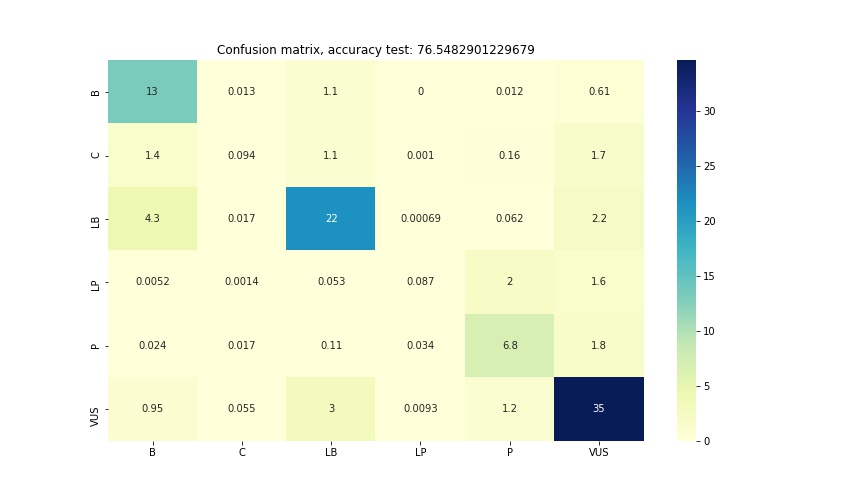 Confusion matrix, accuracy test: 76.5482901229679
B 13 0.013 1.1 0 0.012 0.61
C 1.4 0.094 1.1 0.001 0.16 1.7
LB 4.3 0.017 22 0.00069 0.062 2.2
LP 0.0052 0.0014 0.053 0.087 2 1.6
P 0.024 0.017 0.11 0.034 6.8 1.8
VUS 0.95 0.055 3 0.0093 1.2 35
B C LB LP P VUS
30
25
20
15
10
5
0